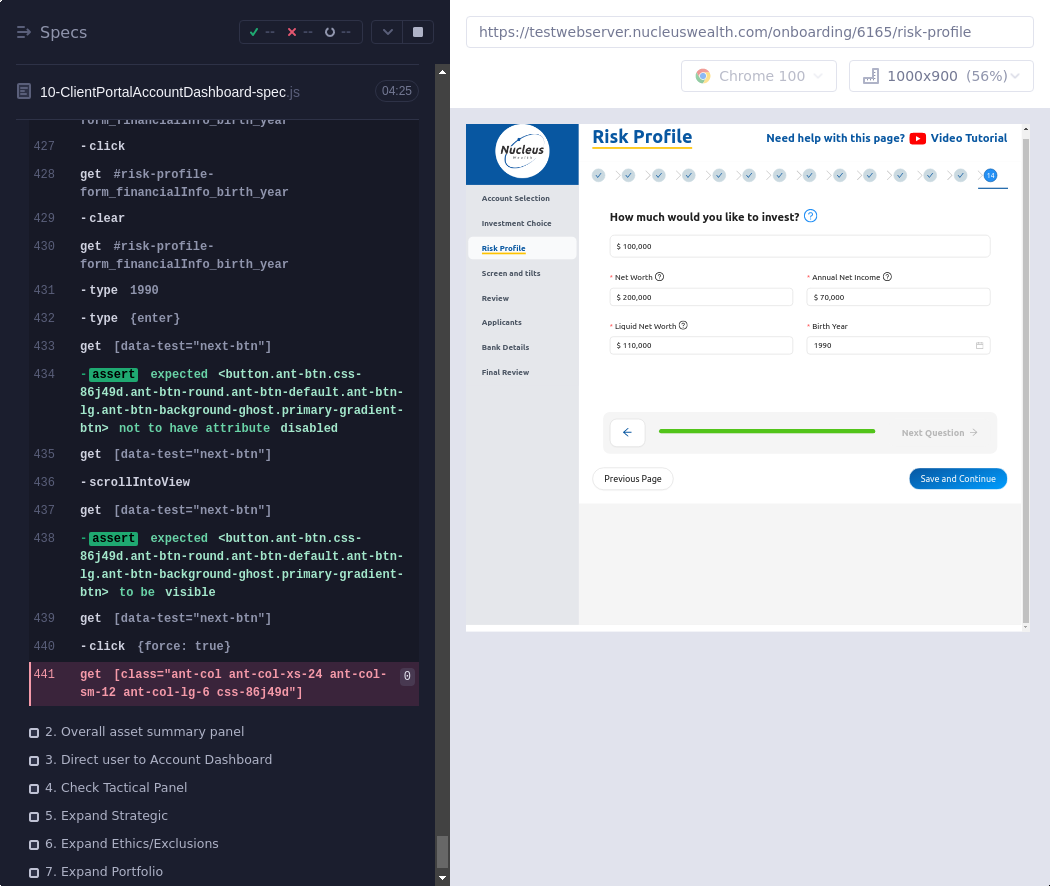 Specs
-- -- --
10-ClientPortalAccountDashboard-spec.js 04:25
form_financialInfo_birth_year
427 -click
428 get #risk-profile-
form_financialInfo_birth_year
429 -clear
430 get #risk-profile-
form_financialInfo_birth_year
431 -type 1990
432 -type {enter}
433 get [data-test="next-btn"]
434 -assert expected <button.ant-btn.css-
86j49d.ant-btn-round.ant-btn-default.ant-btn-
lg.ant-btn-background-ghost.primary-gradient-
btn> not to have attribute disabled
435 get [data-test="next-btn"]
436 -scrollIntoView
437 get [data-test="next-btn"]
438 -assert expected <button.ant-btn.css-
86j49d.ant-btn-round.ant-btn-default.ant-btn-
lg.ant-btn-background-ghost.primary-gradient-
btn> to be visible
439 get [data-test="next-btn"]
440 -click {force: true}
441 get [class="ant-col ant-col-xs-24 ant-col-
sm-12 ant-col-lg-6 css-86j49d"] 0
2. Overall asset summary panel
3. Direct user to Account Dashboard
4. Check Tactical Panel
5. Expand Strategic
6. Expand Ethics/Exclusions
7. Expand Portfolio
https://testwebserver.nucleuswealth.com/onboarding/6165/risk-profile
Chrome 100
1000x900 (56%)
Nucleus
Wealth
Account Selection
Investment Choice
Risk Profile
Screen and tilts
Review
Applicants
Bank Details
Final Review
Risk Profile
Need help with this page? Video Tutorial
14
How much would you like to invest? ?
$ 100,000
* Net Worth ?
$ 200,000
* Annual Net Income ?
$ 70,000
* Liquid Net Worth ?
$ 110,000
* Birth Year
1990
Next Question
Previous Page
Save and Continue